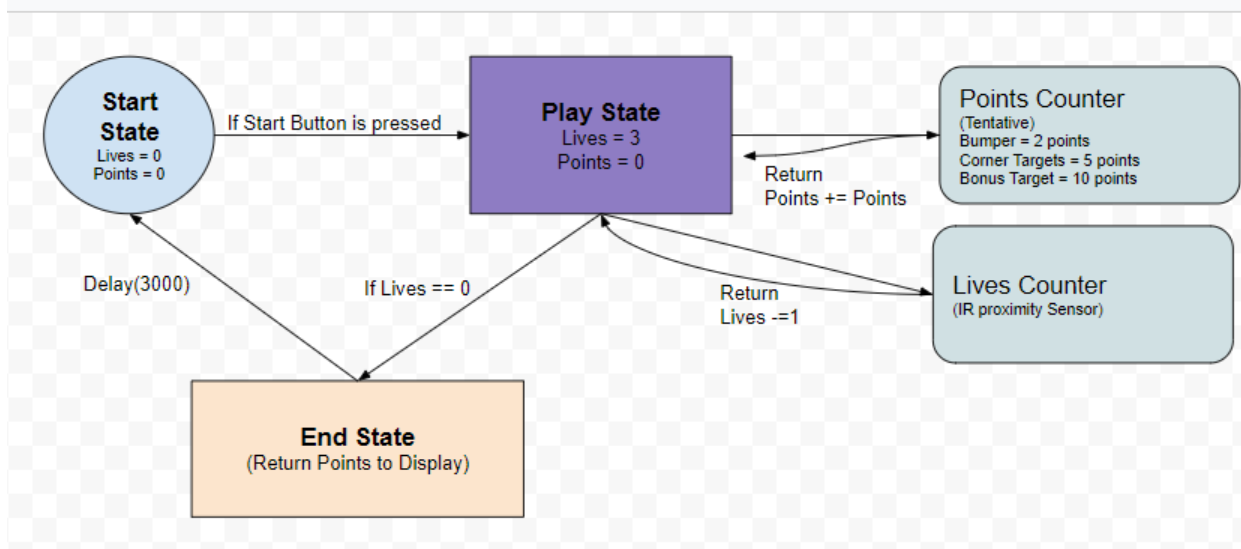 Start
State
Lives = 0
Points = 0
If Start Button is pressed
Play State
Lives = 3
Points = 0
Return
Points += Points
Points Counter
(Tentative)
Bumper = 2 points
Corner Targets = 5 points
Bonus Target = 10 points
Delay(3000)
If Lives == 0
Return
Lives -=1
Lives Counter
(IR proximity Sensor)
End State
(Return Points to Display)